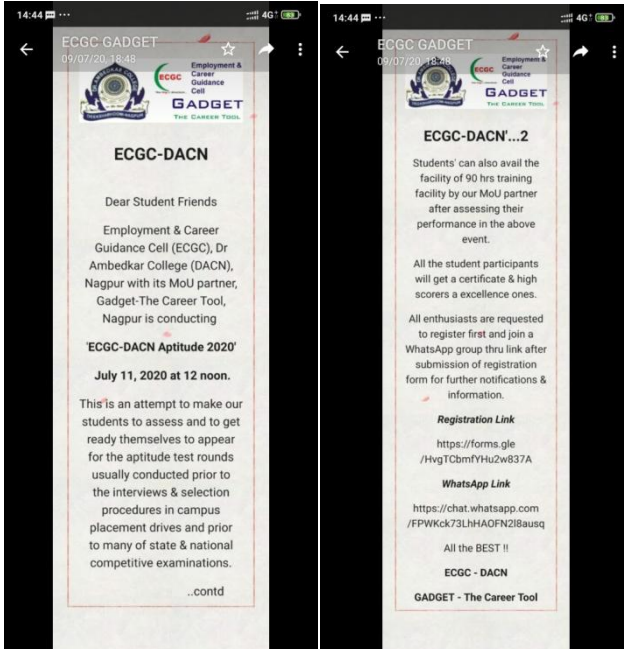 14:44 ... 4G
ECGC GADGET
09/07/20, 18:48
DR. AMBEDKAR COLLEGE
DEEKSHABHOOMI-NAGPUR
ECGC
Employment &
Career
Guidance
Cell
GADGET
THE CAREER TOOL
ECGC-DACN
Dear Student Friends
Employment & Career
Guidance Cell (ECGC), Dr
Ambedkar College (DACN),
Nagpur with its MoU partner,
Gadget-The Career Tool,
Nagpur is conducting
'ECGC-DACN Aptitude 2020'
July 11, 2020 at 12 noon.
This is an attempt to make our
students to assess and to get
ready themselves to appear
for the aptitude test rounds
usually conducted prior to
the interviews & selection
procedures in campus
placement drives and prior
to many of state & national
competitive examinations.
..contd
14:44 ... 4G
ECGC GADGET
09/07/20, 18:48
ECGC
Employment &
Career
Guidance
Cell
GADGET
THE CAREER TOOL
ECGC-DACN'...2
Students' can also avail the
facility of 90 hrs training
facility by our MoU partner
after assessing their
performance in the above
event.
All the student participants
will get a certificate & high
scorers a excellence ones.
All enthusiasts are requested
to register first and join a
WhatsApp group thru link after
submission of registration
form for further notifications &
information.
Registration Link
https://forms.gle
/HvgTCbmfYHu2w837A
WhatsApp Link
https://chat.whatsapp.com
/FPWKck73LhHAOFN2l8ausq
All the BEST !!
ECGC - DACN
GADGET - The Career Tool